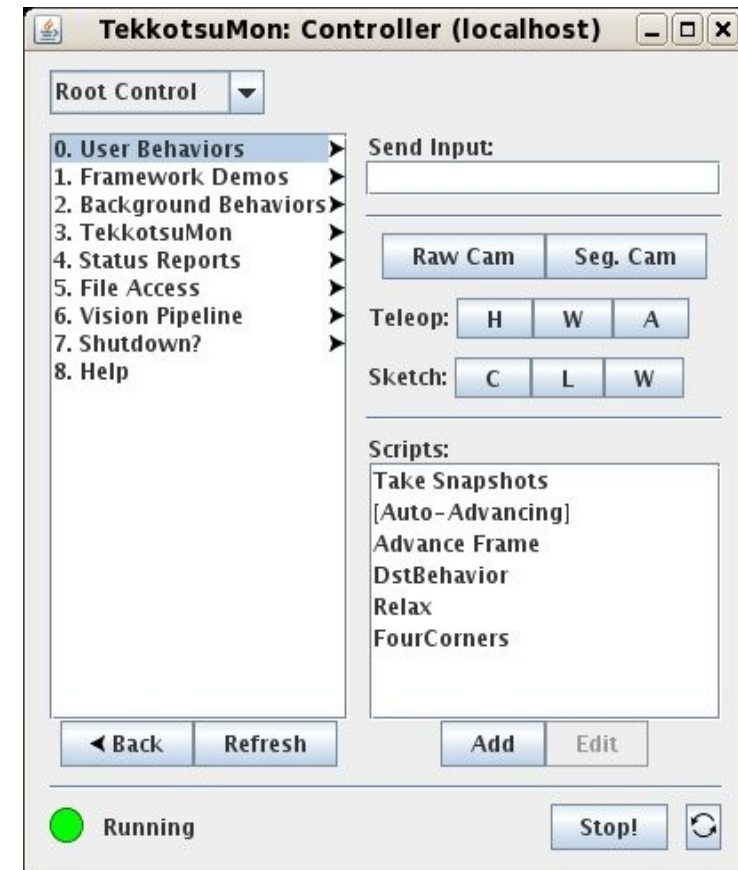 TekkotsuMon: Controller (localhost)
Root Control
0. User Behaviors
1. Framework Demos
2. Background Behaviors
3. TekkotsuMon
4. Status Reports
5. File Access
6. Vision Pipeline
7. Shutdown?
8. Help
Back
Refresh
Send Input:
Raw Cam
Seg. Cam
Teleop:
H
W
A
Sketch:
C
L
W
Scripts:
Take Snapshots
[Auto-Advancing]
Advance Frame
DstBehavior
Relax
FourCorners
Add
Edit
Running
Stop!